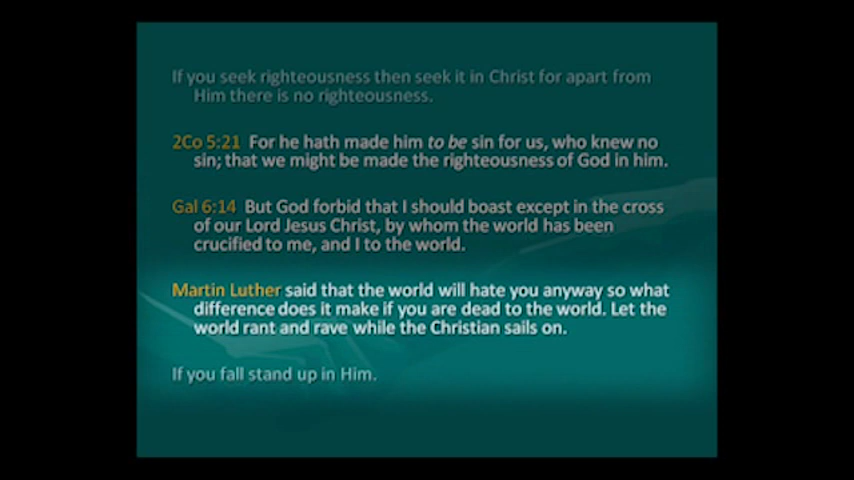 If you seek righteousness then seek it in Christ for apart from
Him there is no righteousness.
2Co 5:21 For he hath made him to be sin for us, who knew no
sin; that we might be made the righteousness of God in him.
Gal 6:14 But God forbid that I should boast except in the cross
of our Lord Jesus Christ, by whom the world has been
crucified to me, and I to the world.
Martin Luther said that the world will hate you anyway so what
difference does it make if you are dead to the world. Let the
world rant and rave while the Christian sails on.
If you fall stand up in Him.